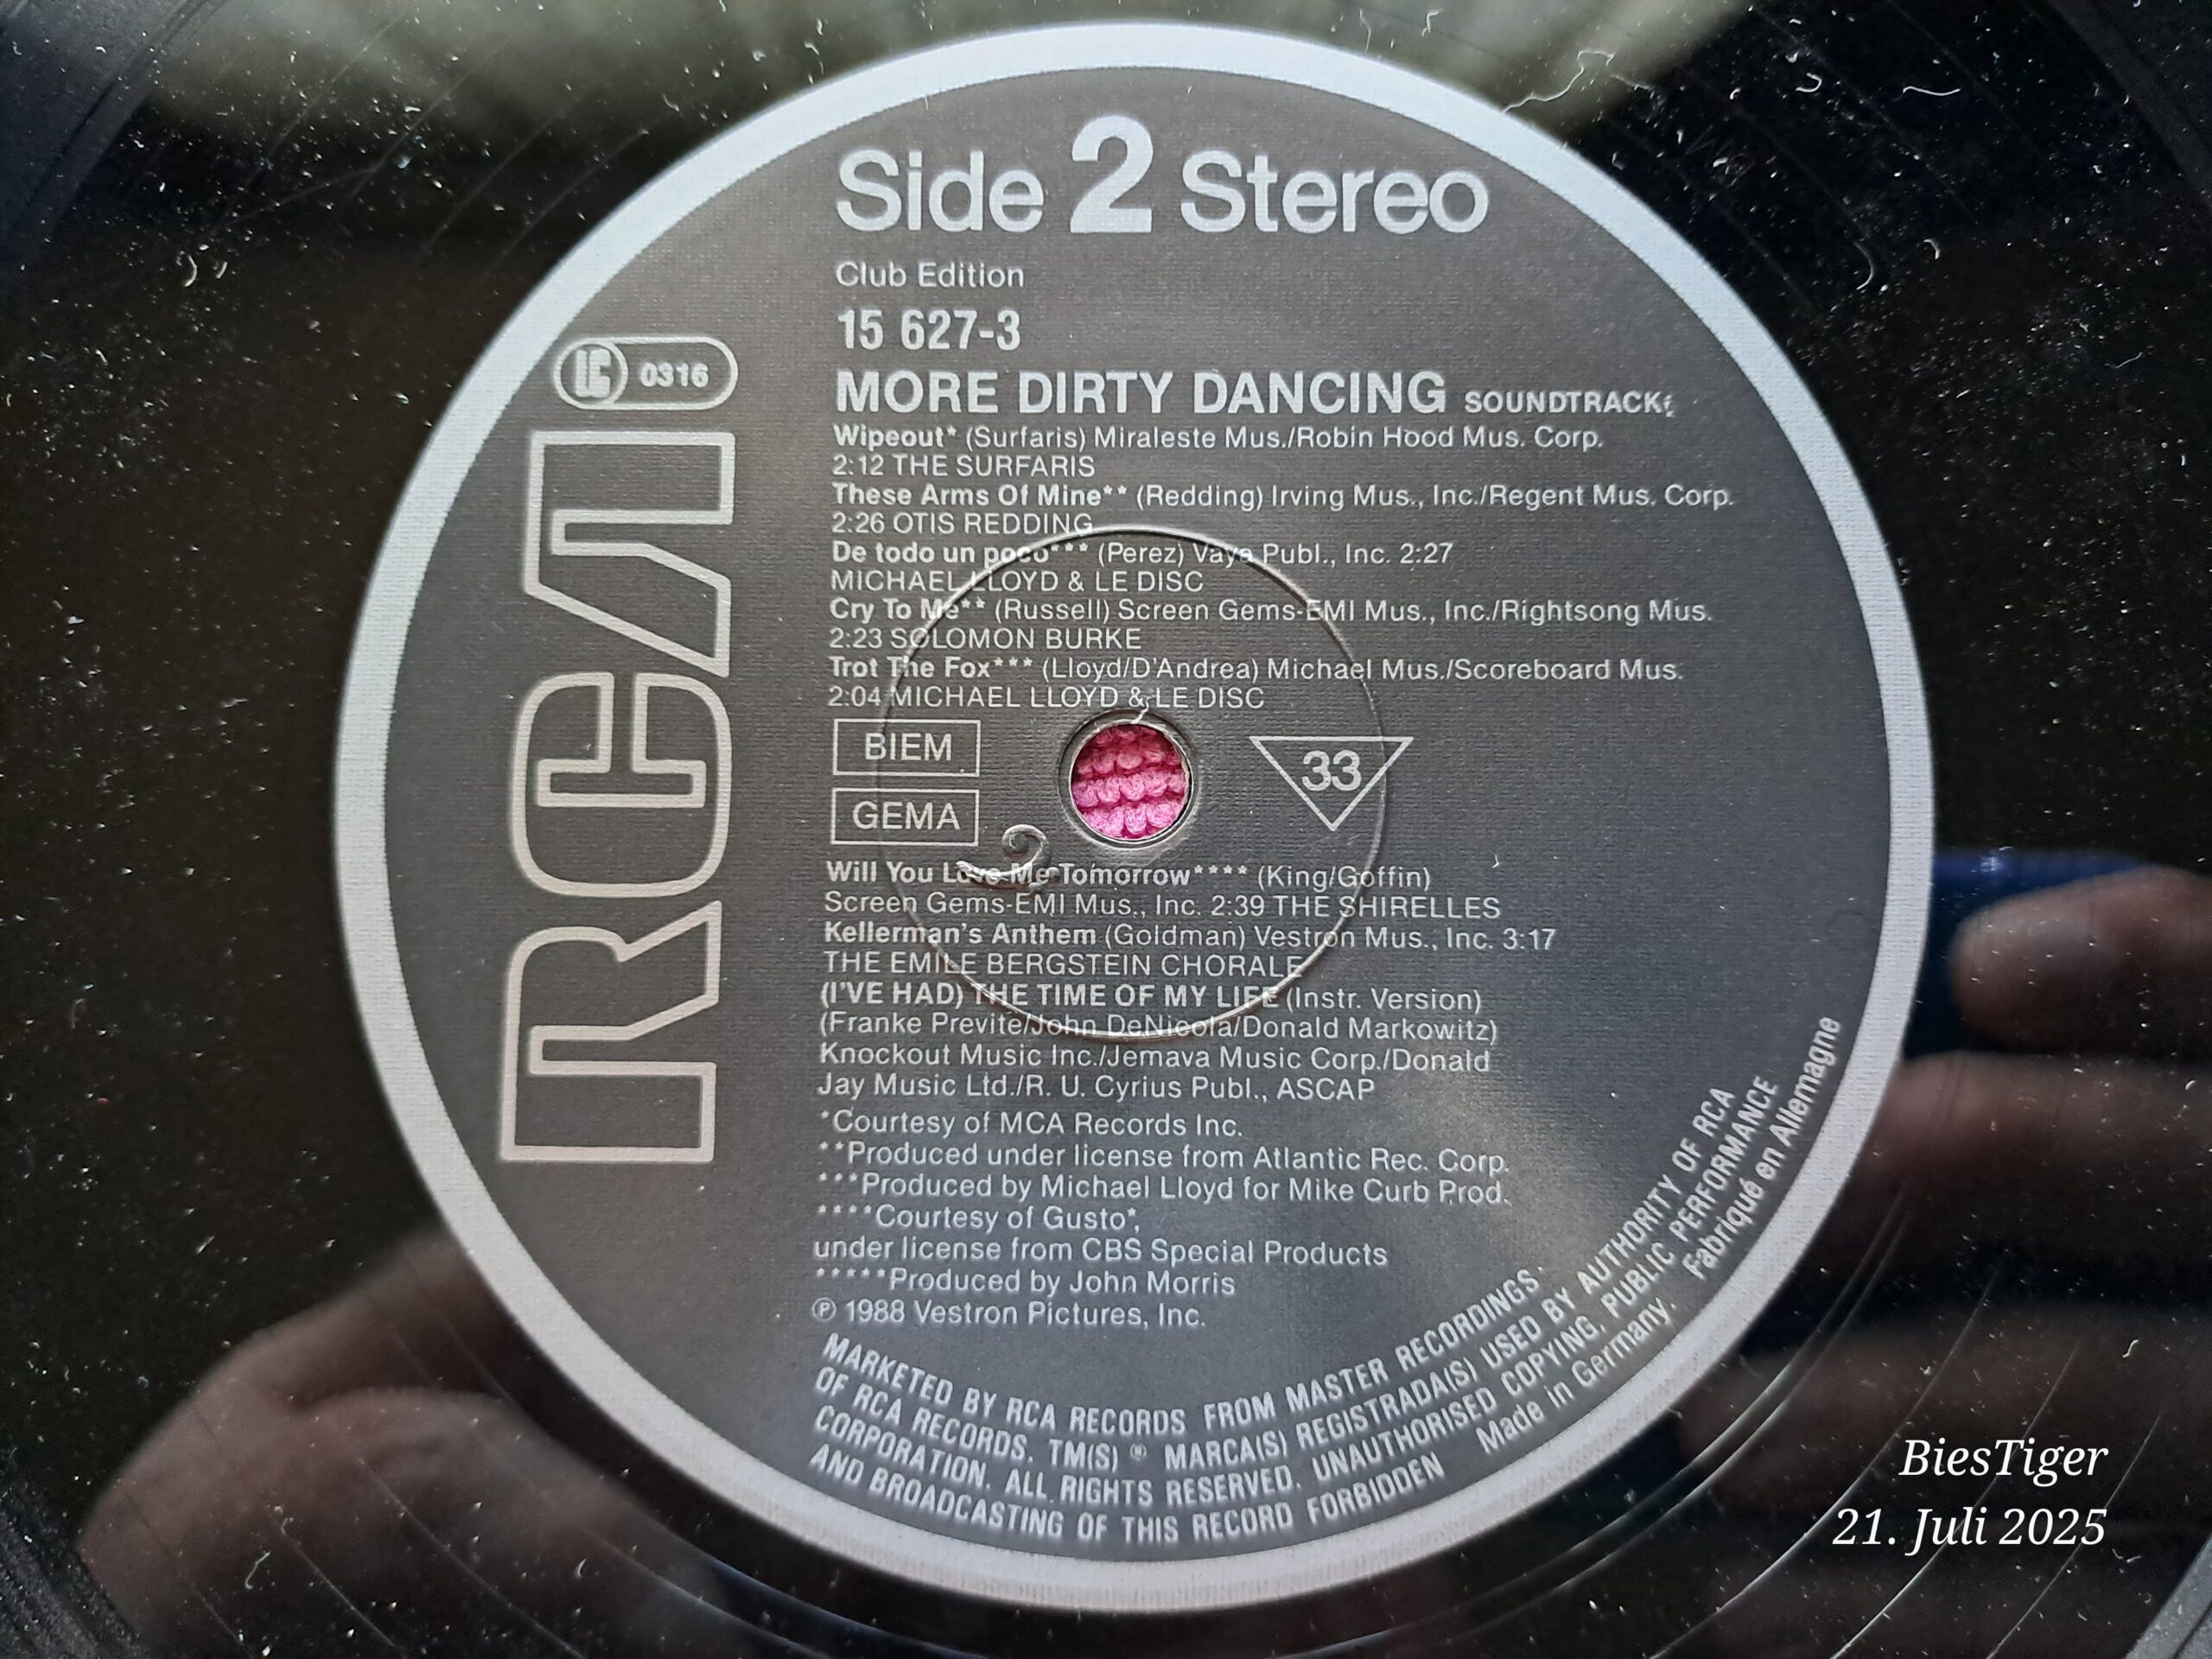 Side 2 Stereo
Club Edition
15 627-3
LC 0316
RCA
MORE DIRTY DANCING SOUNDTRACK
Wipeout* (Surfaris) Miraleste Mus./Robin Hood Mus. Corp.
2:12 THE SURFARIS
These Arms Of Mine** (Redding) Irving Mus., Inc./Regent Mus. Corp.
2:26 OTIS REDDING
De todo un poco*** (Perez) Vaya Publ., Inc. 2:27
MICHAEL LLOYD & LE DISC
Cry To Me** (Russell) Screen Gems-EMI Mus., Inc./Rightsong Mus.
2:23 SOLOMON BURKE
Trot The Fox*** (Lloyd/D'Andrea) Michael Mus./Scoreboard Mus.
2:04 MICHAEL LLOYD & LE DISC
BIEM
GEMA
33
Will You Love Me Tomorrow**** (King/Goffin)
Screen Gems-EMI Mus., Inc. 2:39 THE SHIRELLES
Kellerman's Anthem (Goldman) Vestron Mus., Inc. 3:17
THE EMILE BERGSTEIN CHORALE
(I'VE HAD) THE TIME OF MY LIFE (Instr. Version)
(Franke Previte/John DeNicola/Donald Markowitz)
Knockout Music Inc./Jemava Music Corp./Donald
Jay Music Ltd./R. U. Cyrius Publ., ASCAP
*Courtesy of MCA Records Inc.
**Produced under license from Atlantic Rec. Corp.
***Produced by Michael Lloyd for Mike Curb Prod.
****Courtesy of Gusto*,
under license from CBS Special Products
*****Produced by John Morris
℗ 1988 Vestron Pictures, Inc.
MARKETED BY RCA RECORDS FROM MASTER RECORDINGS
OF RCA RECORDS. TM(S) ® MARCA(S) REGISTRADA(S) USED BY AUTHORITY OF RCA
CORPORATION. ALL RIGHTS RESERVED. UNAUTHORISED COPYING, PUBLIC PERFORMANCE
AND BROADCASTING OF THIS RECORD FORBIDDEN Made in Germany. Fabriqué en Allemagne
BiesTiger
21. Juli 2025